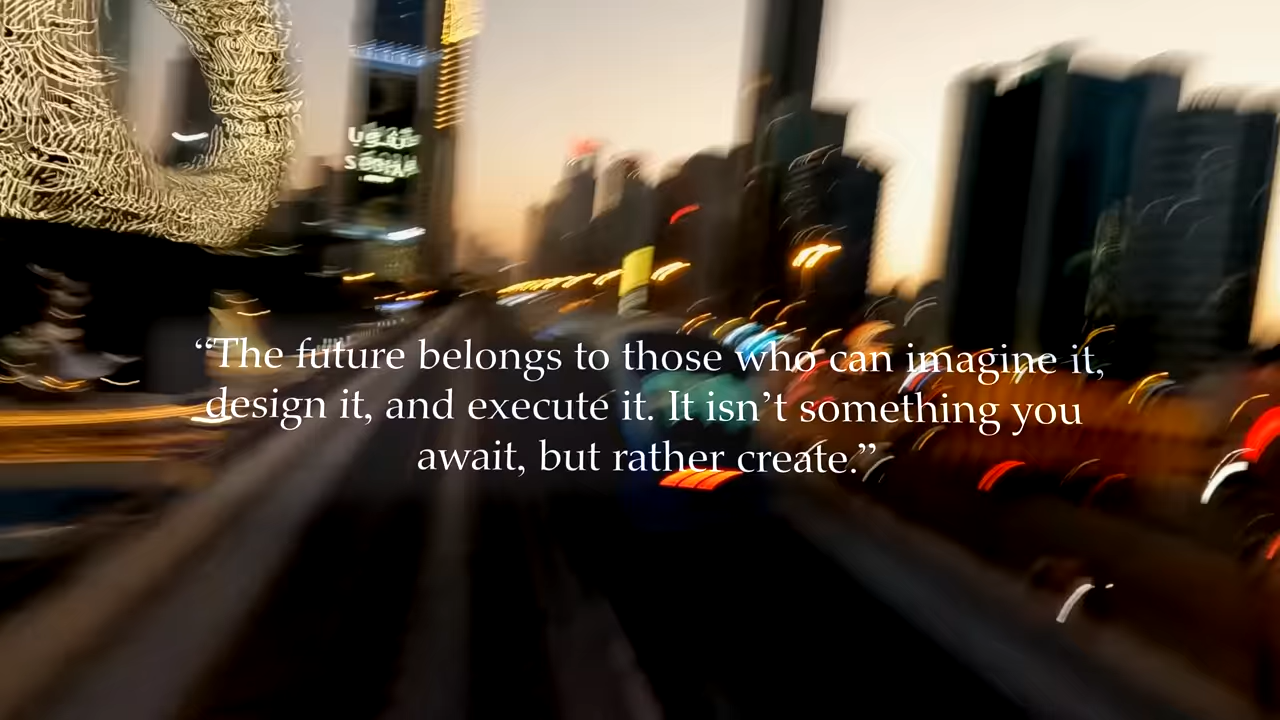 “The future belongs to those who can imagine it,
design it, and execute it. It isn’t something you
await, but rather create.”